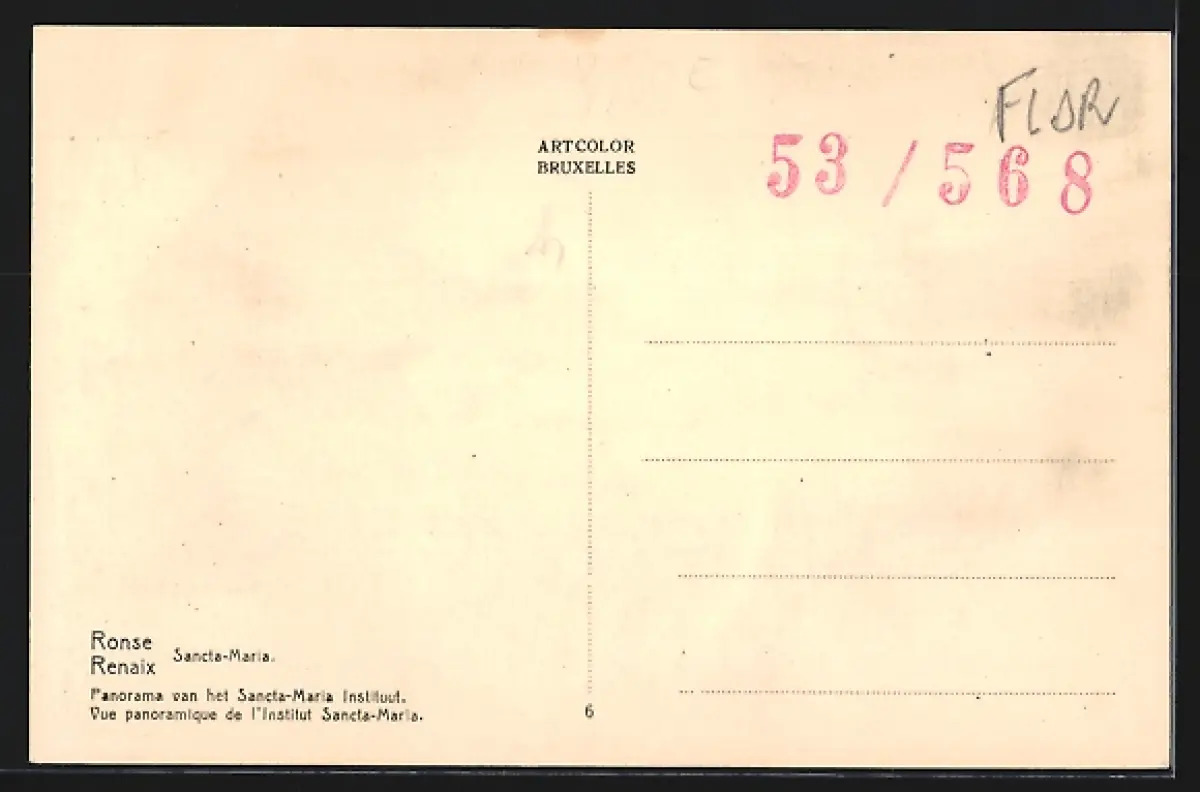 ARTCOLOR
BRUXELLES
FLDR
53 / 568
Ronse
Renaix
Sancta-Maria.
Panorama van het Sancta-Maria Instituut.
Vue panoramique de l'Institut Sancta-Maria.
6